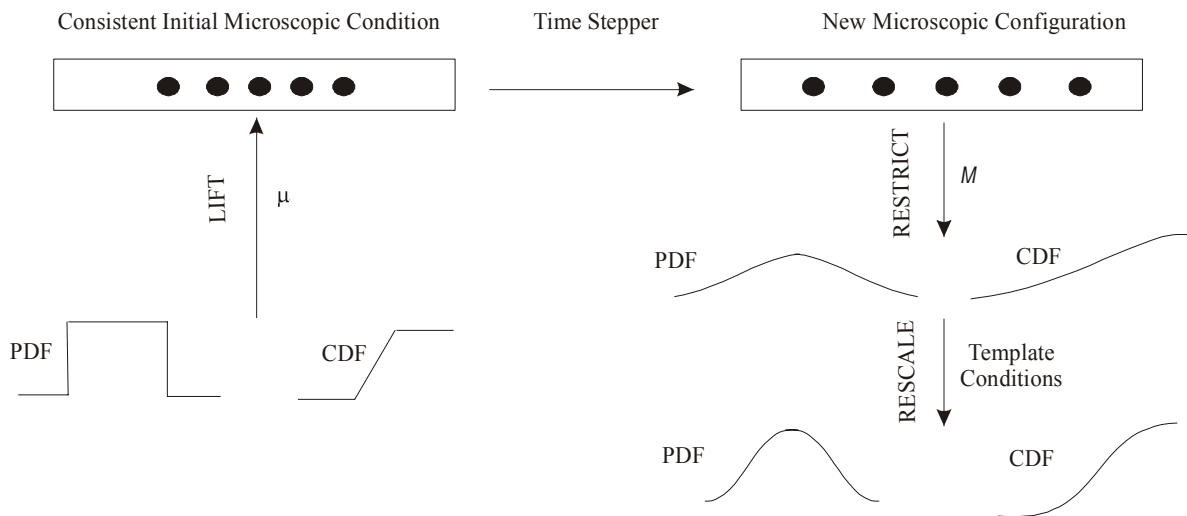 Consistent Initial Microscopic Condition
Time Stepper
New Microscopic Configuration
LIFT
μ
RESTRICT
M
PDF
CDF
PDF
CDF
RESCALE
Template
Conditions
PDF
CDF